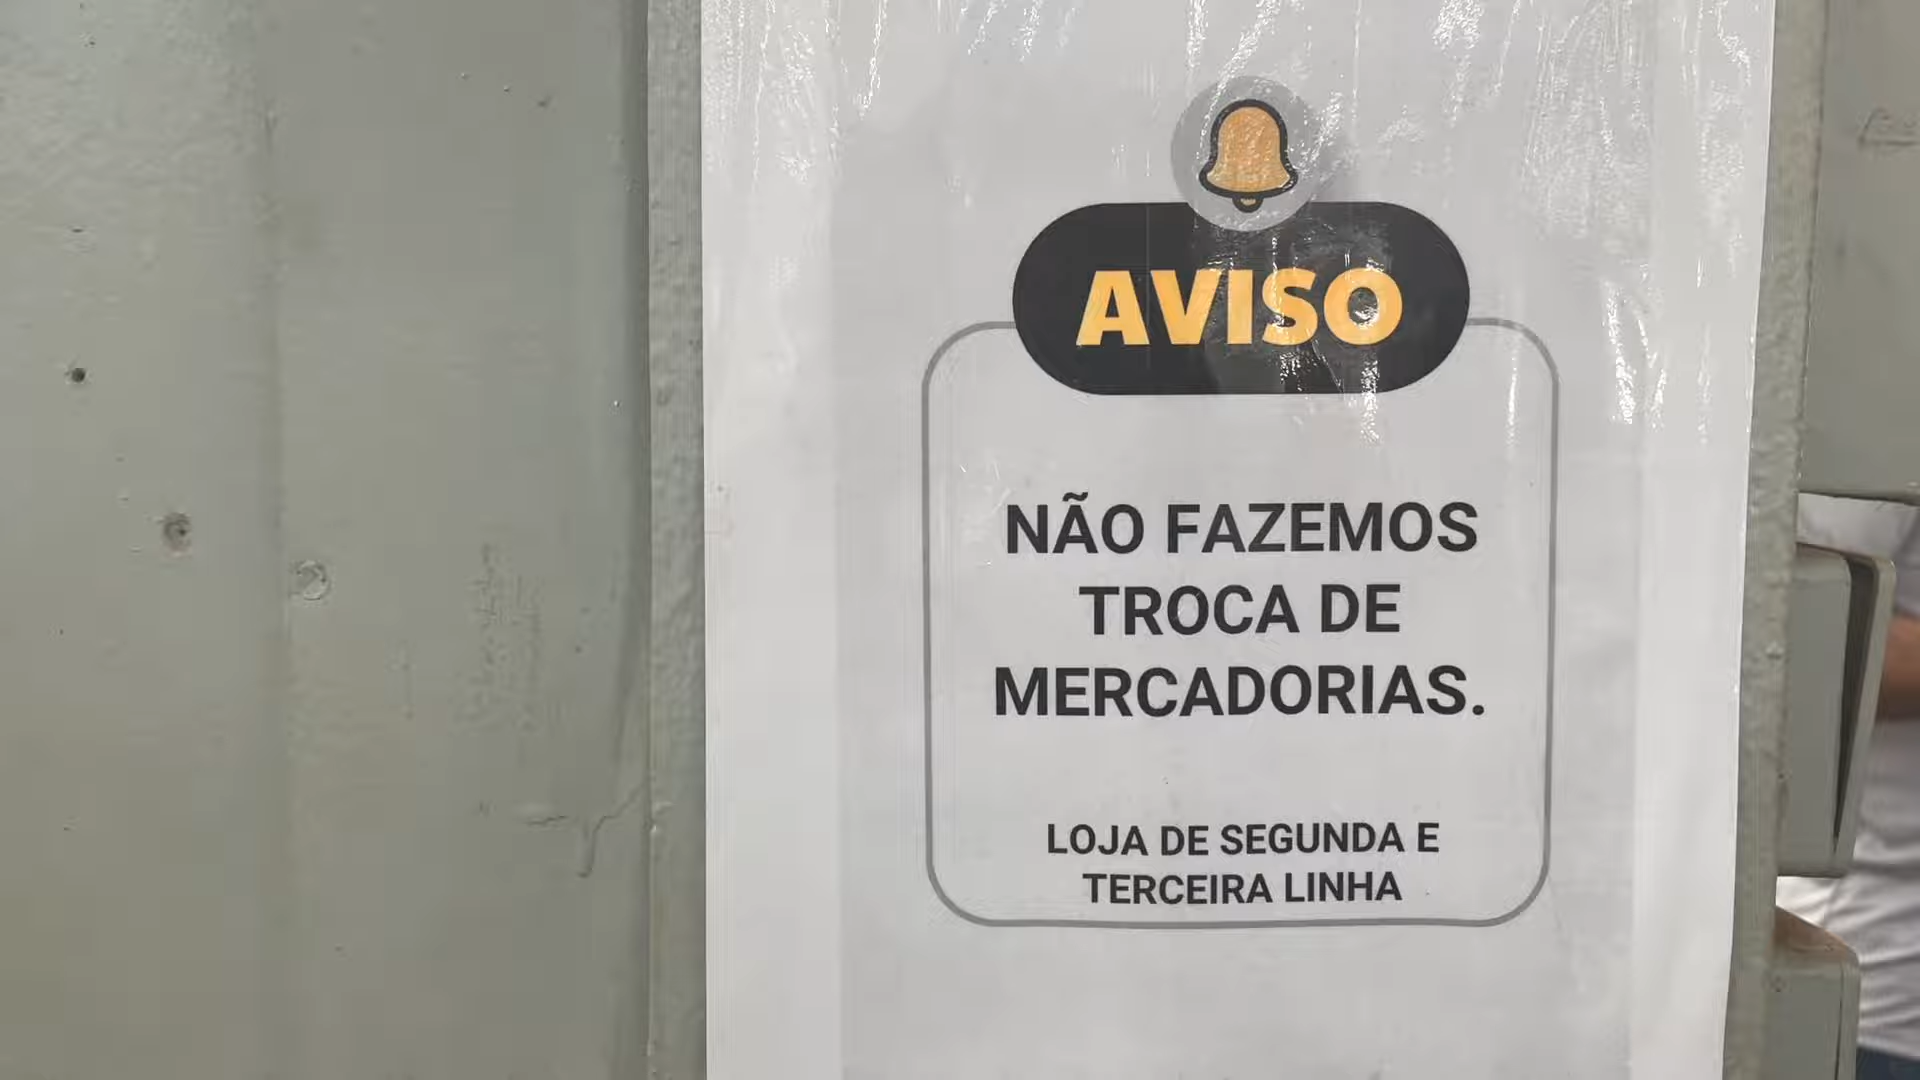 AVISO
NÃO FAZEMOS
TROCA DE
MERCADORIAS.
LOJA DE SEGUNDA E
TERCEIRA LINHA